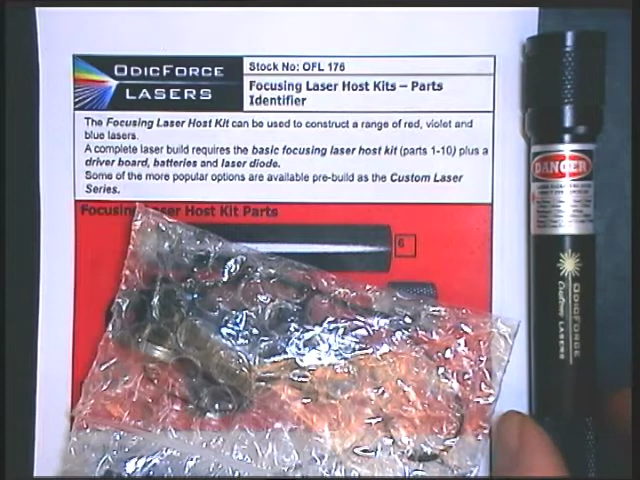 ODICFORCE
LASERS
Stock No: OFL 176
Focusing Laser Host Kits – Parts
Identifier
The Focusing Laser Host Kit can be used to construct a range of red, violet and
blue lasers.
A complete laser build requires the basic focusing laser host kit (parts 1-10) plus a
driver board, batteries and laser diode.
Some of the more popular options are available pre-build as the Custom Laser
Series.
Focusing Laser Host Kit Parts
6
DANGER
ODICFORCE
CUSTOM LASERS